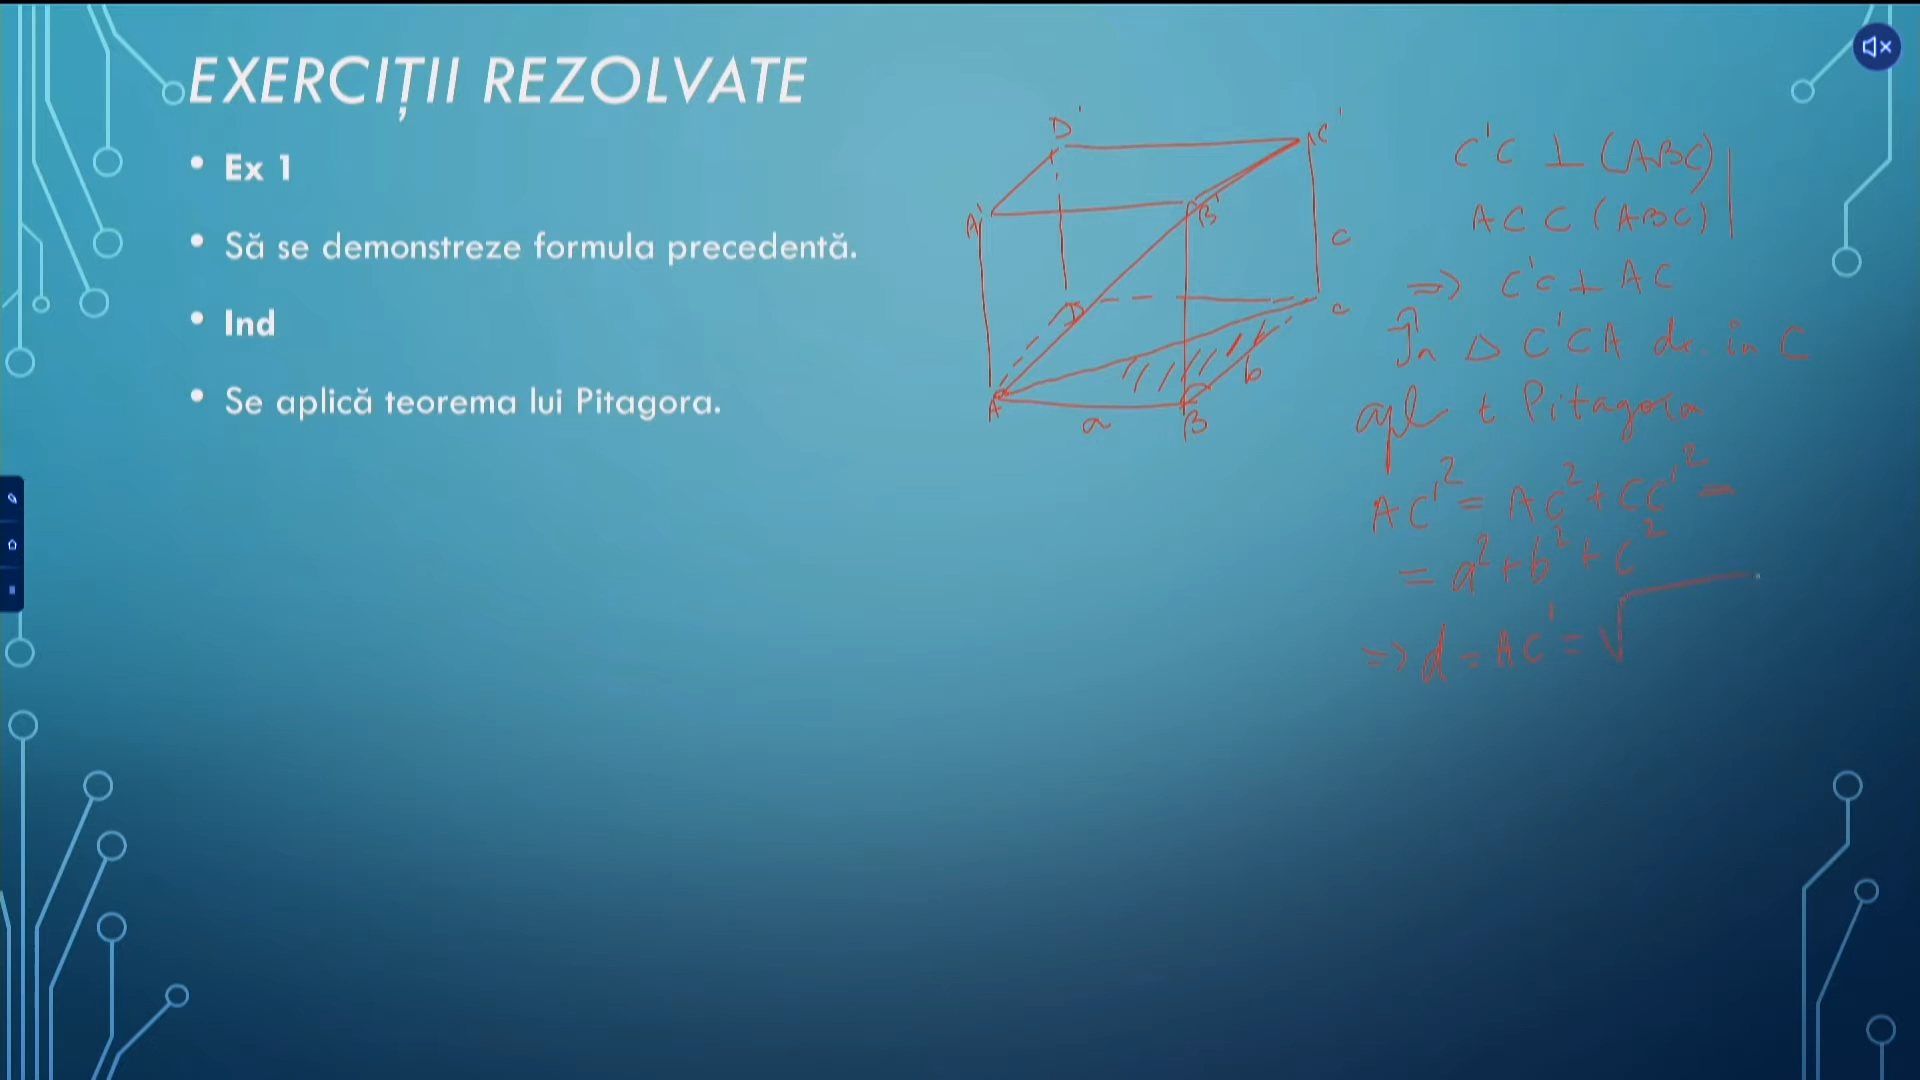 EXERCIȚII REZOLVATE
• Ex 1
• Să se demonstreze formula precedentă.
• Ind
• Se aplică teorema lui Pitagora.
D'
C'
A'
B'
c
D
C
b
A
a
B
C'C ⊥ (ABC)
AC ⊂ (ABC)
=> C'C ⊥ AC
În △ C'CA dr. în C
apl t Pitagora
AC'² = AC² + CC'² =
= a² + b² + c²
=> d = AC' = √